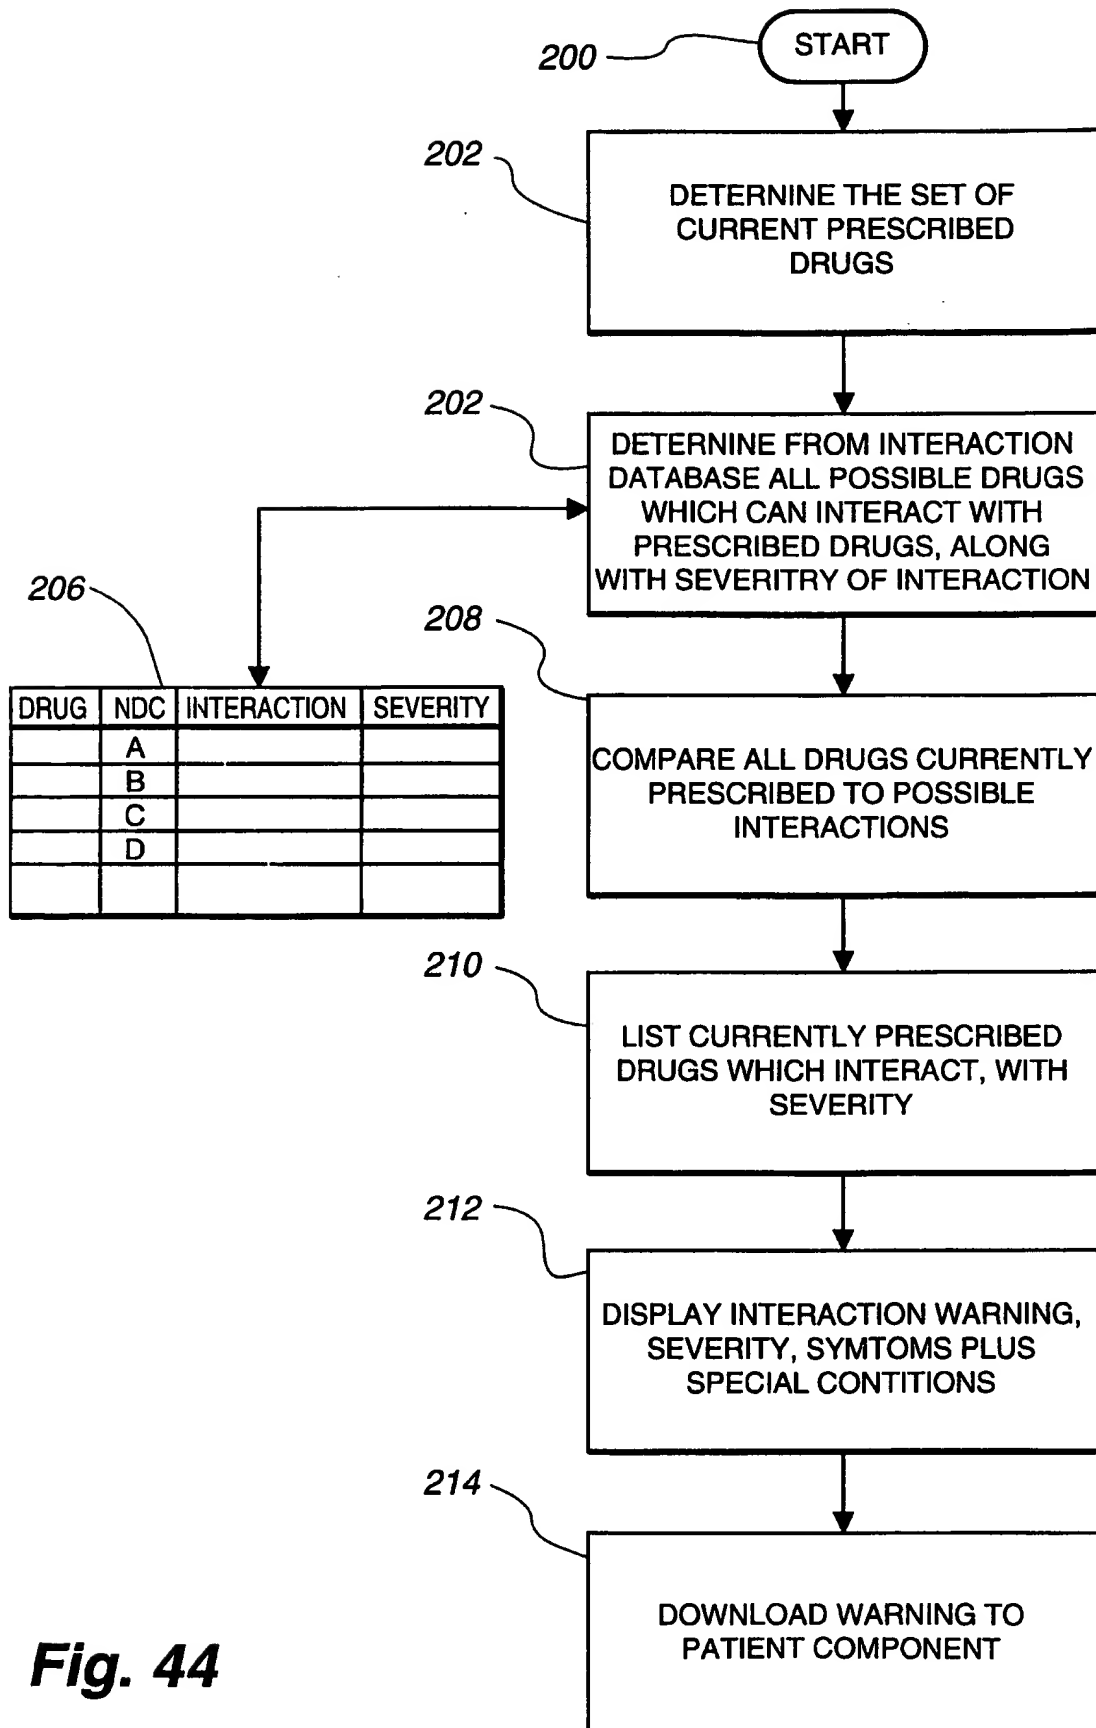 200
START
202
DETERNINE THE SET OF
CURRENT PRESCRIBED
DRUGS
202
DETERNINE FROM INTERACTION
DATABASE ALL POSSIBLE DRUGS
WHICH CAN INTERACT WITH
PRESCRIBED DRUGS, ALONG
WITH SEVERITRY OF INTERACTION
206
DRUG NDC INTERACTION SEVERITY
A
B
C
D
208
COMPARE ALL DRUGS CURRENTLY
PRESCRIBED TO POSSIBLE
INTERACTIONS
210
LIST CURRENTLY PRESCRIBED
DRUGS WHICH INTERACT, WITH
SEVERITY
212
DISPLAY INTERACTION WARNING,
SEVERITY, SYMTOMS PLUS
SPECIAL CONTITIONS
214
DOWNLOAD WARNING TO
PATIENT COMPONENT
Fig. 44